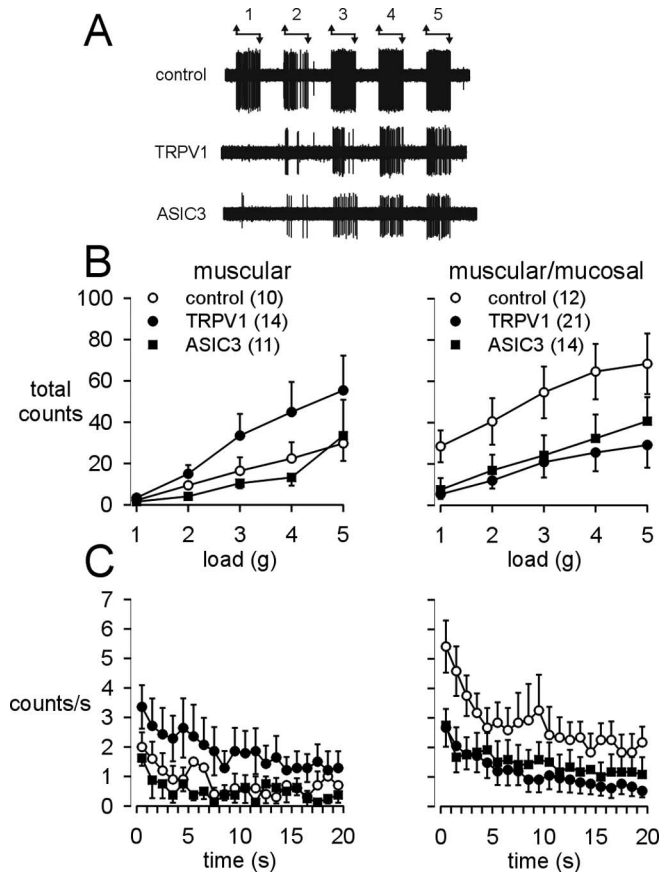 A
1 2 3 4 5
control
TRPV1
ASIC3
B
muscular
control (10)
TRPV1 (14)
ASIC3 (11)
total
counts
100
80
60
40
20
0
1 2 3 4 5
load (g)
muscular/mucosal
control (12)
TRPV1 (21)
ASIC3 (14)
1 2 3 4 5
load (g)
C
counts/s
7
6
5
4
3
2
1
0
0 5 10 15 20
time (s)
0 5 10 15 20
time (s)